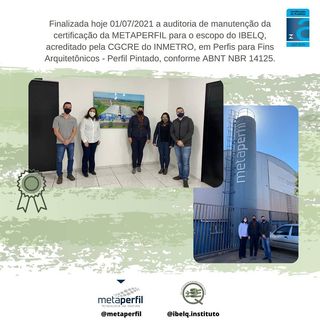 Finalizada hoje 01/07/2021 a auditoria de manutenção da
certificação da METAPERFIL para o escopo do IBELQ,
acreditado pela CGCRE do INMETRO, em Perfis para Fins
Arquitetônicos - Perfil Pintado, conforme ABNT NBR 14125.
metaperfil
metaperfil
@metaperfil
@ibelq.instituto